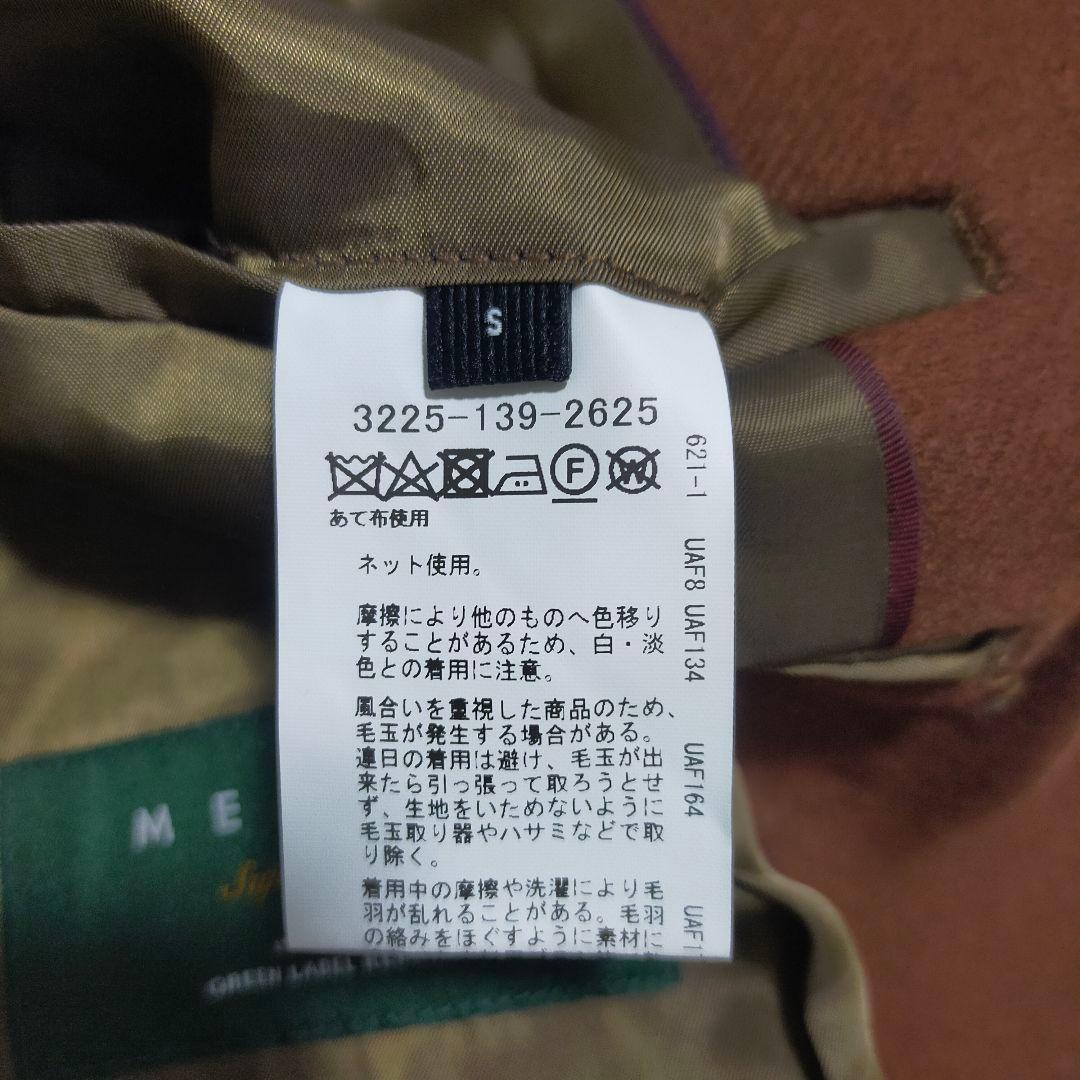 S
3225-139-2625
F
W
あて布使用
ネット使用。
摩擦により他のものへ色移り
することがあるため、白・淡
色との着用に注意。
風合いを重視した商品のため、
毛玉が発生する場合がある。
連日の着用は避け、毛玉が出
来たら引っ張って取ろうとせ
ず、生地をいためないように
毛玉取り器やハサミなどで取
り除く。
着用中の摩擦や洗濯により毛
羽が乱れることがある。毛羽
の絡みをほぐすように素材に
621-1 UAF8 UAF134 UAF164 UAF1
M E
GREEN LABEL